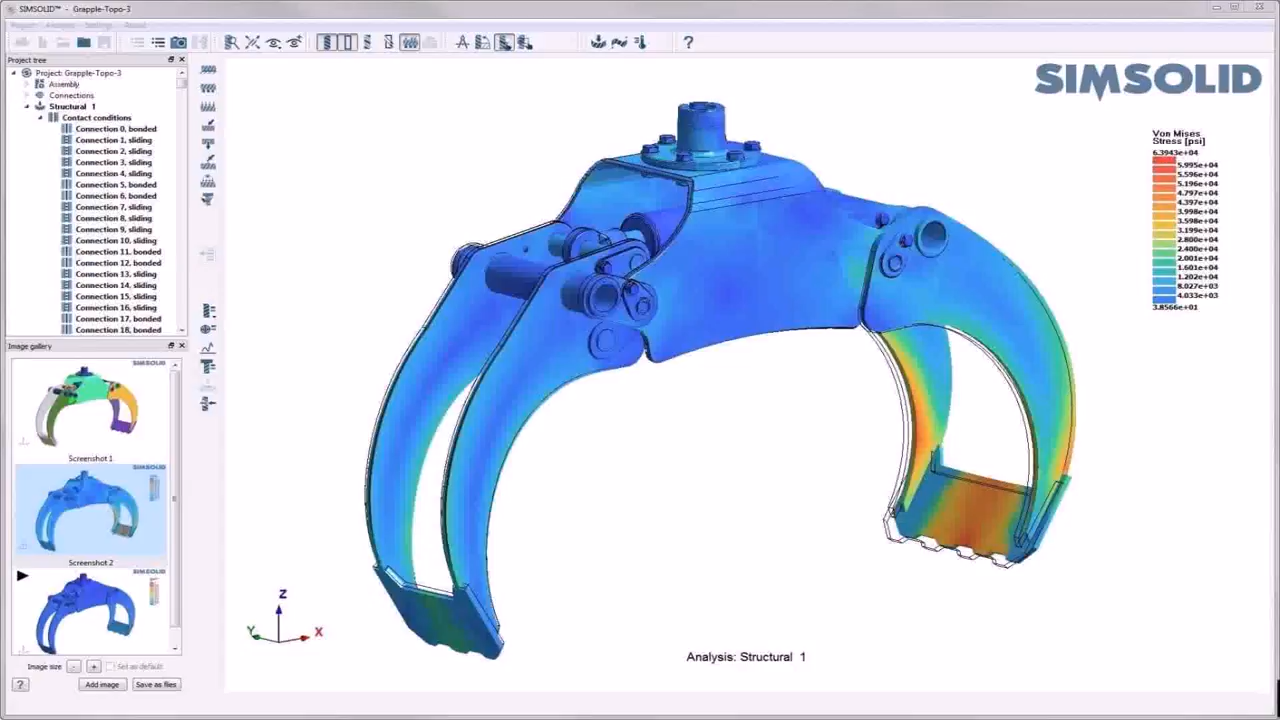 SIMSOLID™ - Grapple-Topo-3
Project tree
Project: Grapple-Topo-3
Assembly
Connections
Structural 1
Contact conditions
Connection 0, bonded
Connection 1, sliding
Connection 2, sliding
Connection 3, sliding
Connection 4, sliding
Connection 5, bonded
Connection 6, bonded
Connection 7, sliding
Connection 8, sliding
Connection 9, sliding
Connection 10, sliding
Connection 11, bonded
Connection 12, bonded
Connection 13, sliding
Connection 14, sliding
Connection 15, sliding
Connection 16, sliding
Connection 17, bonded
Connection 18, bonded
Image gallery
SIMSOLID
Screenshot 1
SIMSOLID
Screenshot 2
SIMSOLID
Image size - + Set as default
? Add image Save as files
?
SIMSOLID
Von Mises
Stress [psi]
6.3943e+04
5.995e+04
5.596e+04
5.196e+04
4.797e+04
4.397e+04
3.998e+04
3.598e+04
3.199e+04
2.800e+04
2.400e+04
2.001e+04
1.601e+04
1.202e+04
8.027e+03
4.033e+03
3.8566e+01
Z
Y
X
Analysis: Structural 1